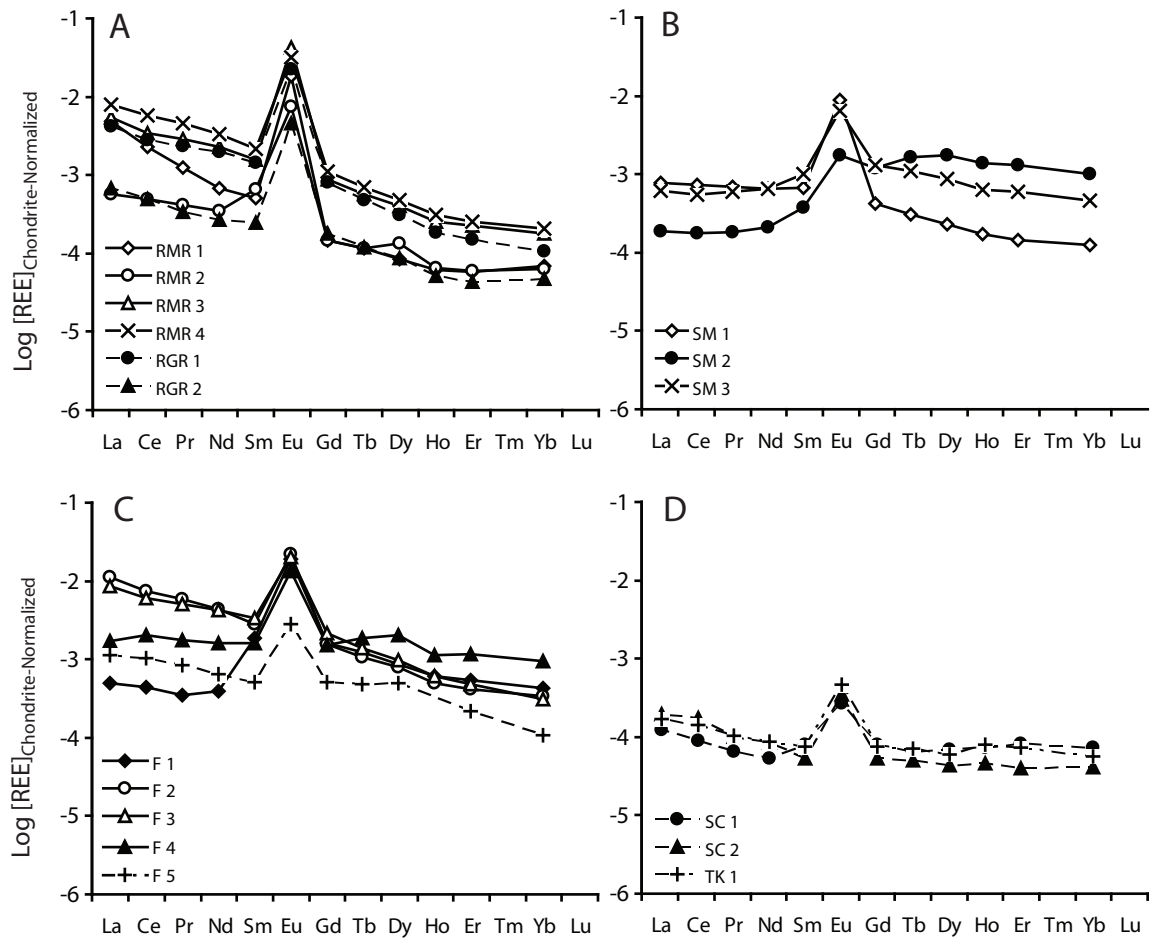 A
Log [REE]Chondrite-Normalized
-1
-2
-3
-4
-5
-6
RMR 1
RMR 2
RMR 3
RMR 4
RGR 1
RGR 2
La Ce Pr Nd Sm Eu Gd Tb Dy Ho Er Tm Yb Lu
B
-1
-2
-3
-4
-5
-6
SM 1
SM 2
SM 3
La Ce Pr Nd Sm Eu Gd Tb Dy Ho Er Tm Yb Lu
C
Log [REE]Chondrite-Normalized
-1
-2
-3
-4
-5
-6
F 1
F 2
F 3
F 4
F 5
La Ce Pr Nd Sm Eu Gd Tb Dy Ho Er Tm Yb Lu
D
-1
-2
-3
-4
-5
-6
SC 1
SC 2
TK 1
La Ce Pr Nd Sm Eu Gd Tb Dy Ho Er Tm Yb Lu